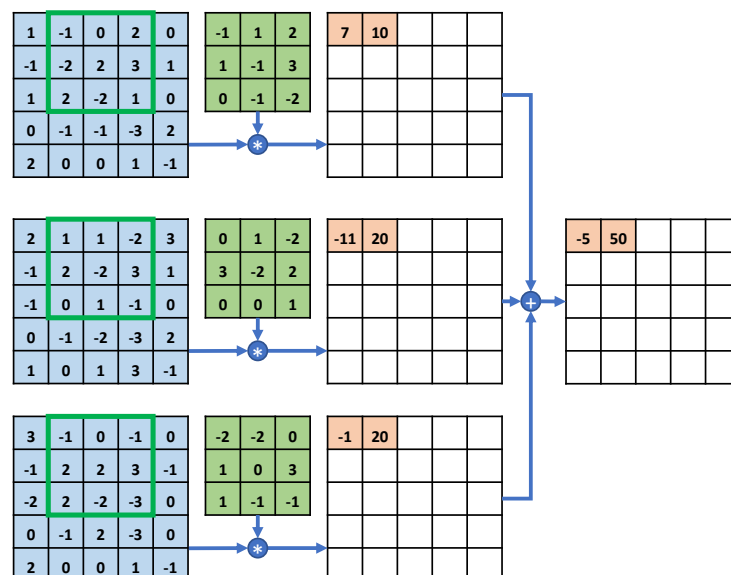 1 -1 0 2 0 -1 1 2 7 10
-1 -2 2 3 1 1 -1 3
1 2 -2 1 0 0 -1 -2
0 -1 -1 -3 2
*
2 0 0 1 -1
2 1 1 -2 3 0 1 -2 -11 20 -5 50
-1 2 -2 3 1 3 -2 2
-1 0 1 -1 0 0 0 1
+
0 -1 -2 -3 2
*
1 0 1 3 -1
3 -1 0 -1 0 -2 -2 0 -1 20
-1 2 2 3 -1 1 0 3
-2 2 -2 -3 0 1 -1 -1
0 -1 2 -3 0
*
2 0 0 1 -1